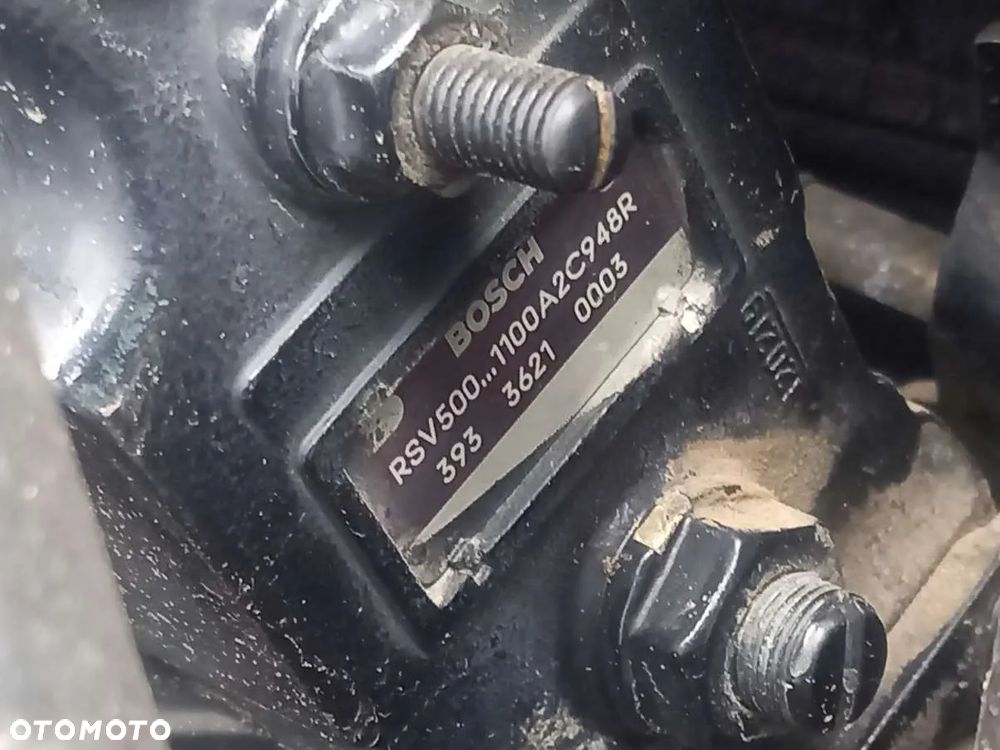 BOSCH
RSV500...1100A2C948R
393 3621 0003
OTOMOTO